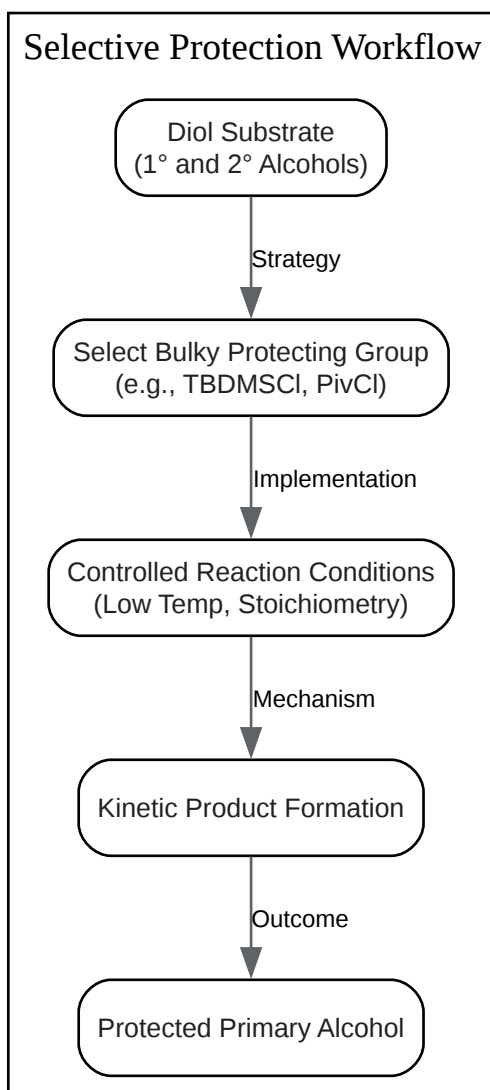 Selective Protection Workflow
Diol Substrate
(1° and 2° Alcohols)
Strategy
Select Bulky Protecting Group
(e.g., TBDMSCl, PivCl)
Implementation
Controlled Reaction Conditions
(Low Temp, Stoichiometry)
Mechanism
Kinetic Product Formation
Outcome
Protected Primary Alcohol